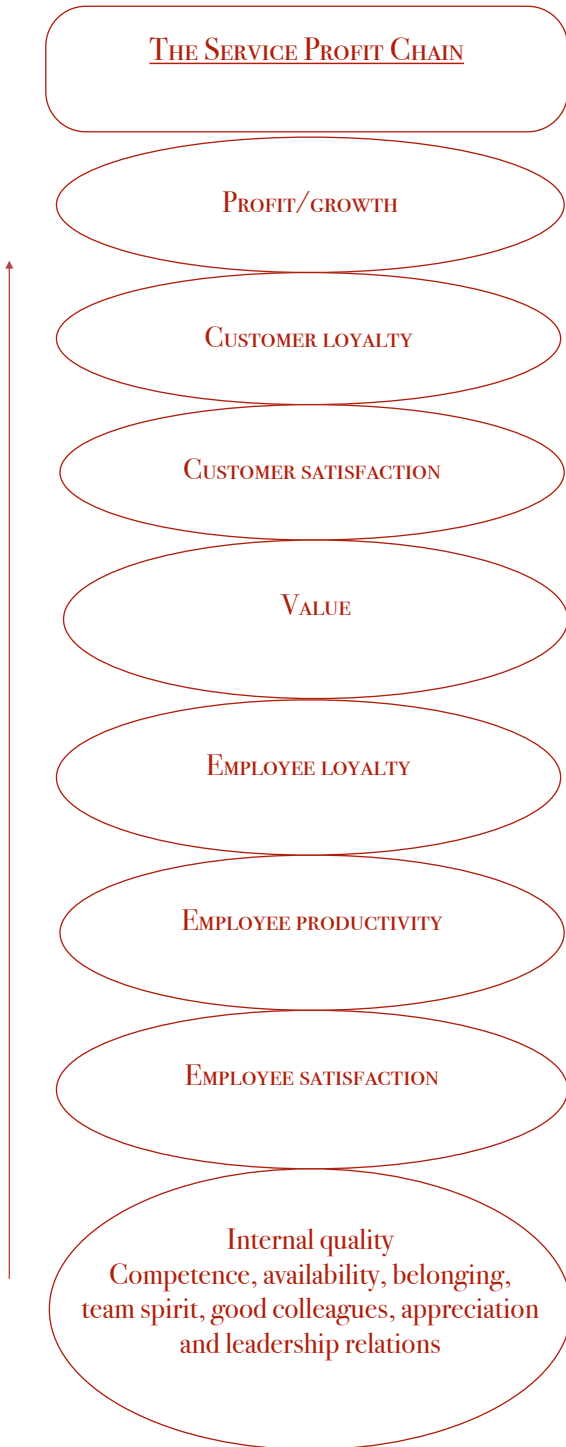 The Service Profit Chain
Profit/growth
Customer loyalty
Customer satisfaction
Value
Employee loyalty
Employee productivity
Employee satisfaction
Internal quality
Competence, availability, belonging,
team spirit, good colleagues, appreciation
and leadership relations